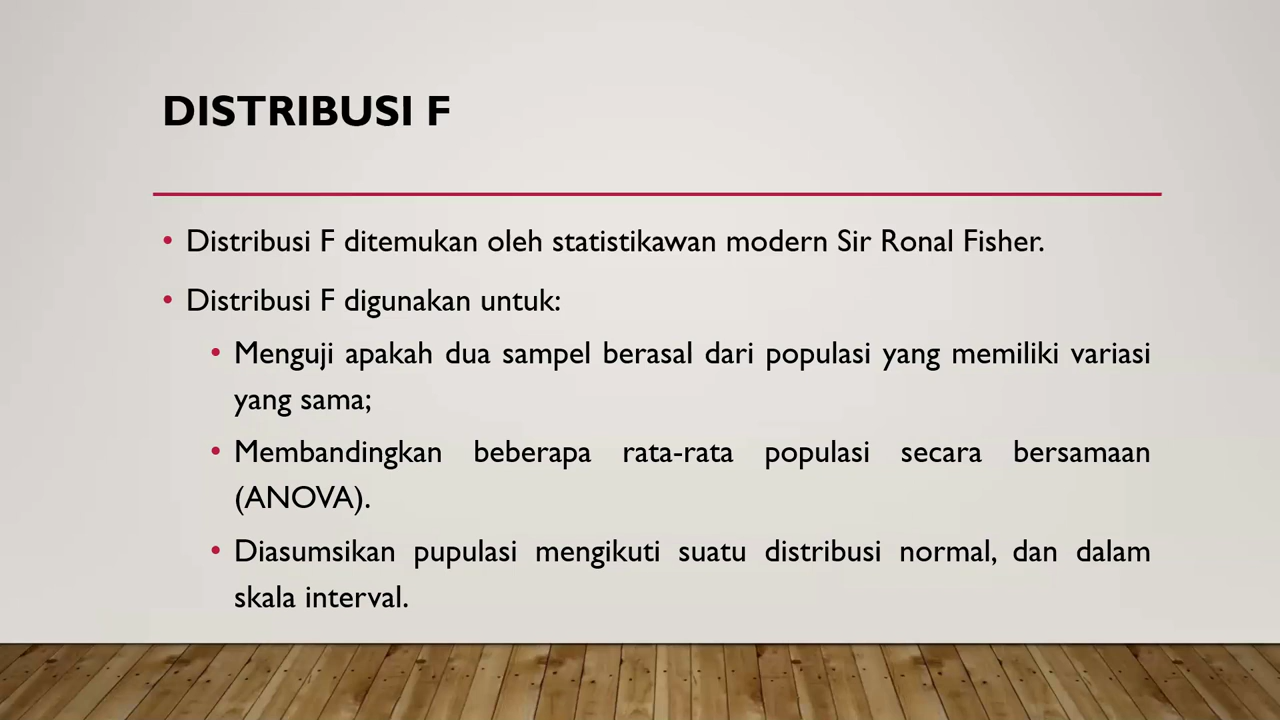 DISTRIBUSI F
• Distribusi F ditemukan oleh statistikawan modern Sir Ronal Fisher.
• Distribusi F digunakan untuk:
• Menguji apakah dua sampel berasal dari populasi yang memiliki variasi
yang sama;
• Membandingkan beberapa rata-rata populasi secara bersamaan
(ANOVA).
• Diasumsikan pupulasi mengikuti suatu distribusi normal, dan dalam
skala interval.